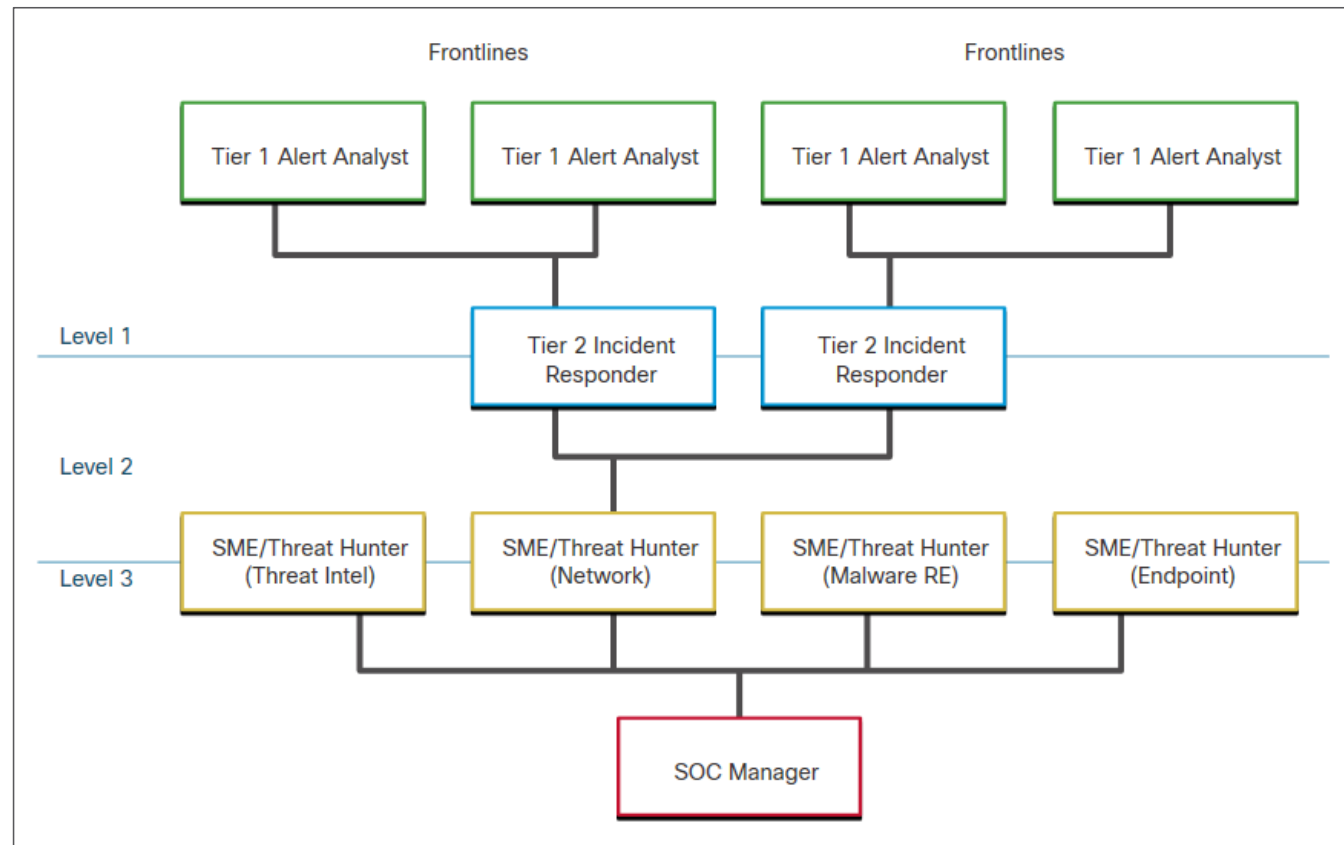 Frontlines
Frontlines
Tier 1 Alert Analyst
Tier 1 Alert Analyst
Tier 1 Alert Analyst
Tier 1 Alert Analyst
Level 1
Tier 2 Incident
Responder
Tier 2 Incident
Responder
Level 2
SME/Threat Hunter
(Threat Intel)
SME/Threat Hunter
(Network)
SME/Threat Hunter
(Malware RE)
SME/Threat Hunter
(Endpoint)
Level 3
SOC Manager